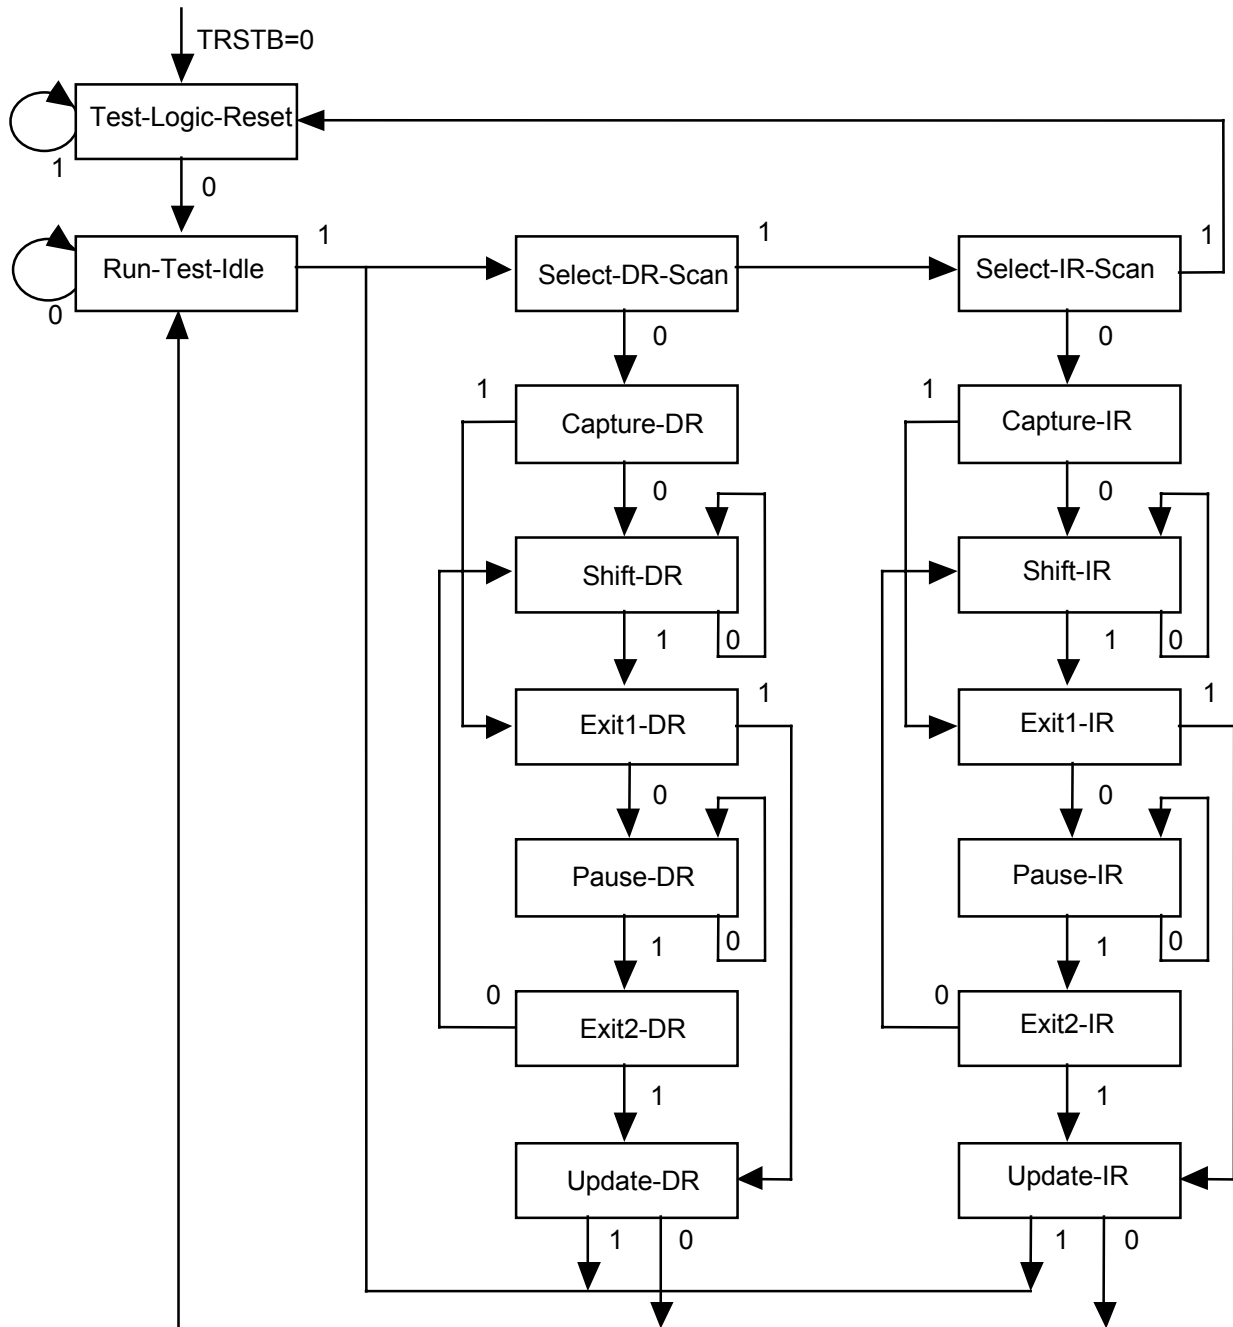 TRSTB=0
Test-Logic-Reset
1
0
Run-Test-Idle
1
0
Select-DR-Scan
1
Select-IR-Scan
1
0
0
1
Capture-DR
1
Capture-IR
0
0
Shift-DR
Shift-IR
1
0
1
0
Exit1-DR
1
Exit1-IR
1
0
0
Pause-DR
Pause-IR
1
0
1
0
0
Exit2-DR
0
Exit2-IR
1
1
Update-DR
Update-IR
1
0
1
0